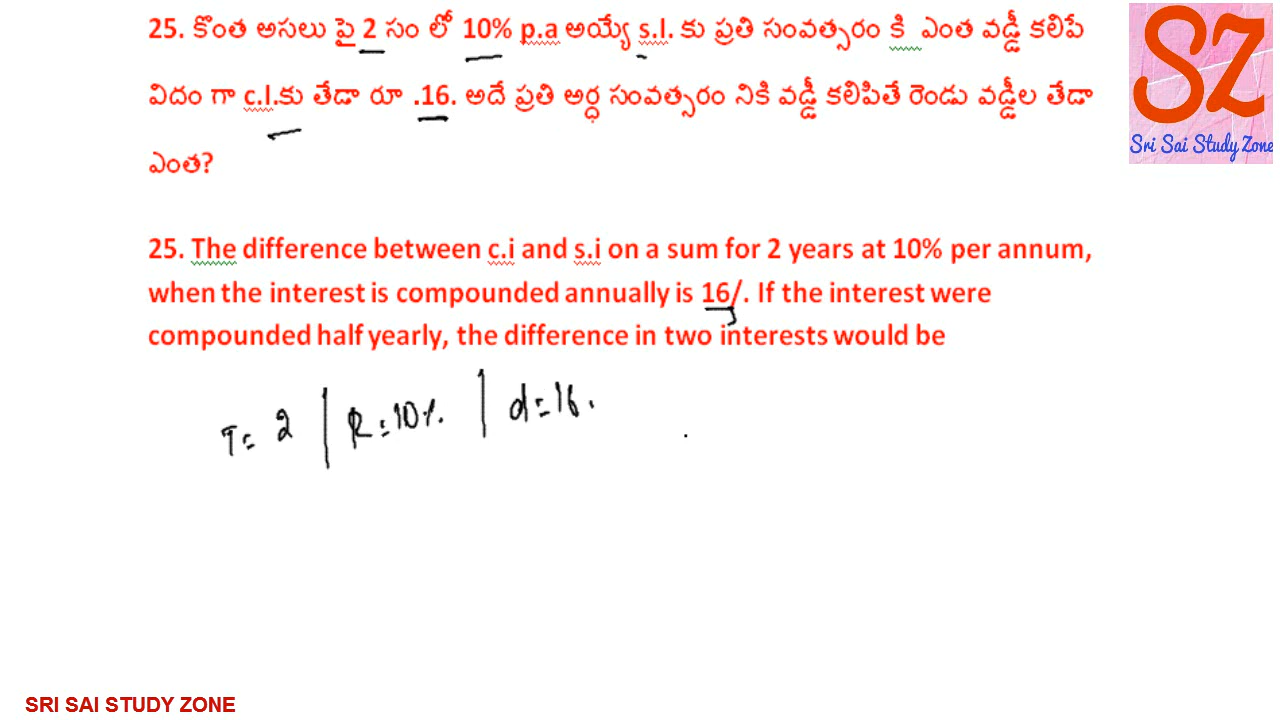 25. కొంత అసలు పై 2 సం లో 10% p.a అయ్యే s.I. కు ప్రతి సంవత్సరం కి ఎంత వడ్డీ కలిపే
విదం గా c.I.కు తేడా రూ .16. అదే ప్రతి అర్ధ సంవత్సరం నికి వడ్డీ కలిపితే రెండు వడ్డీల తేడా
ఎంత?
SZ
Sri Sai Study Zone
25. The difference between c.i and s.i on a sum for 2 years at 10% per annum,
when the interest is compounded annually is 16/. If the interest were
compounded half yearly, the difference in two interests would be
T= 2 | R=10% | d=16.
SRI SAI STUDY ZONE